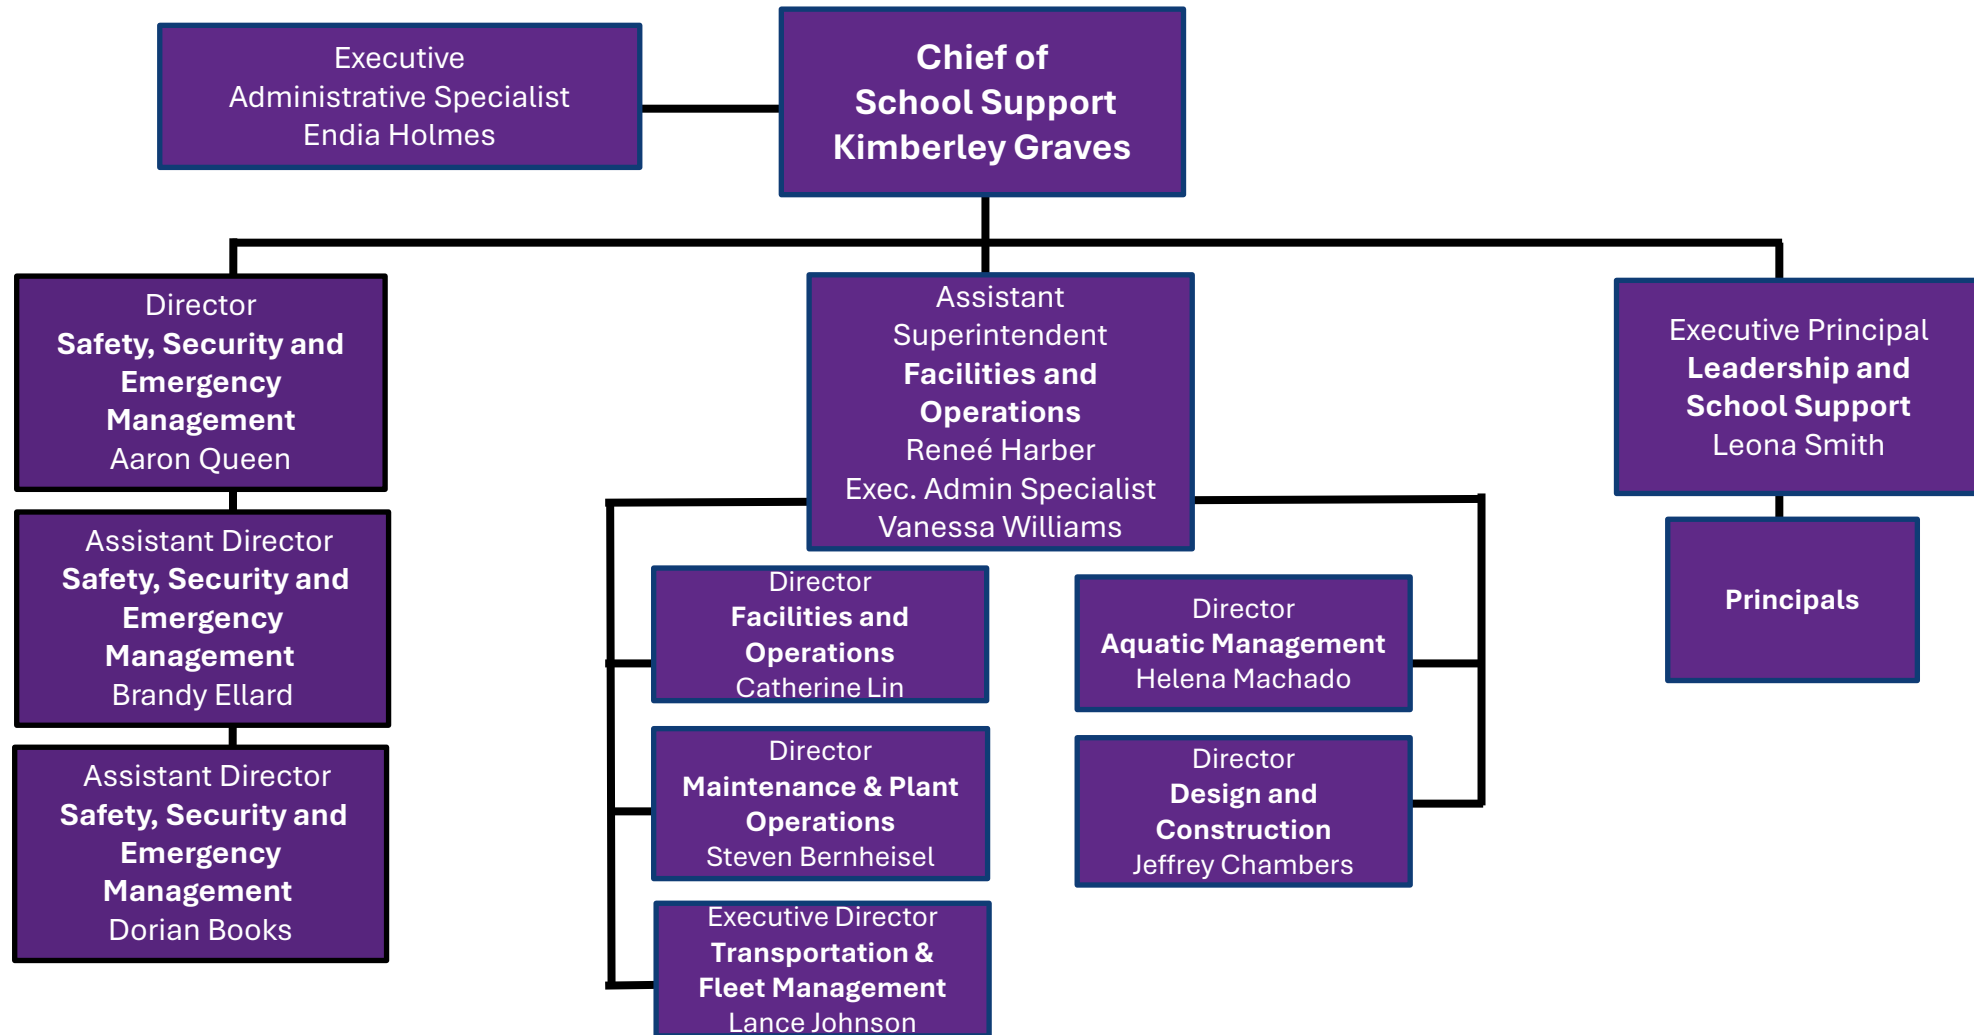 Executive
Administrative Specialist
Endia Holmes
Chief of
School Support
Kimberley Graves
Director
Safety, Security and
Emergency
Management
Aaron Queen
Assistant Director
Safety, Security and
Emergency
Management
Brandy Ellard
Assistant Director
Safety, Security and
Emergency
Management
Dorian Books
Assistant
Superintendent
Facilities and
Operations
Reneé Harber
Exec. Admin Specialist
Vanessa Williams
Director
Facilities and
Operations
Catherine Lin
Director
Maintenance & Plant
Operations
Steven Bernheisel
Executive Director
Transportation &
Fleet Management
Lance Johnson
Director
Aquatic Management
Helena Machado
Director
Design and
Construction
Jeffrey Chambers
Executive Principal
Leadership and
School Support
Leona Smith
Principals